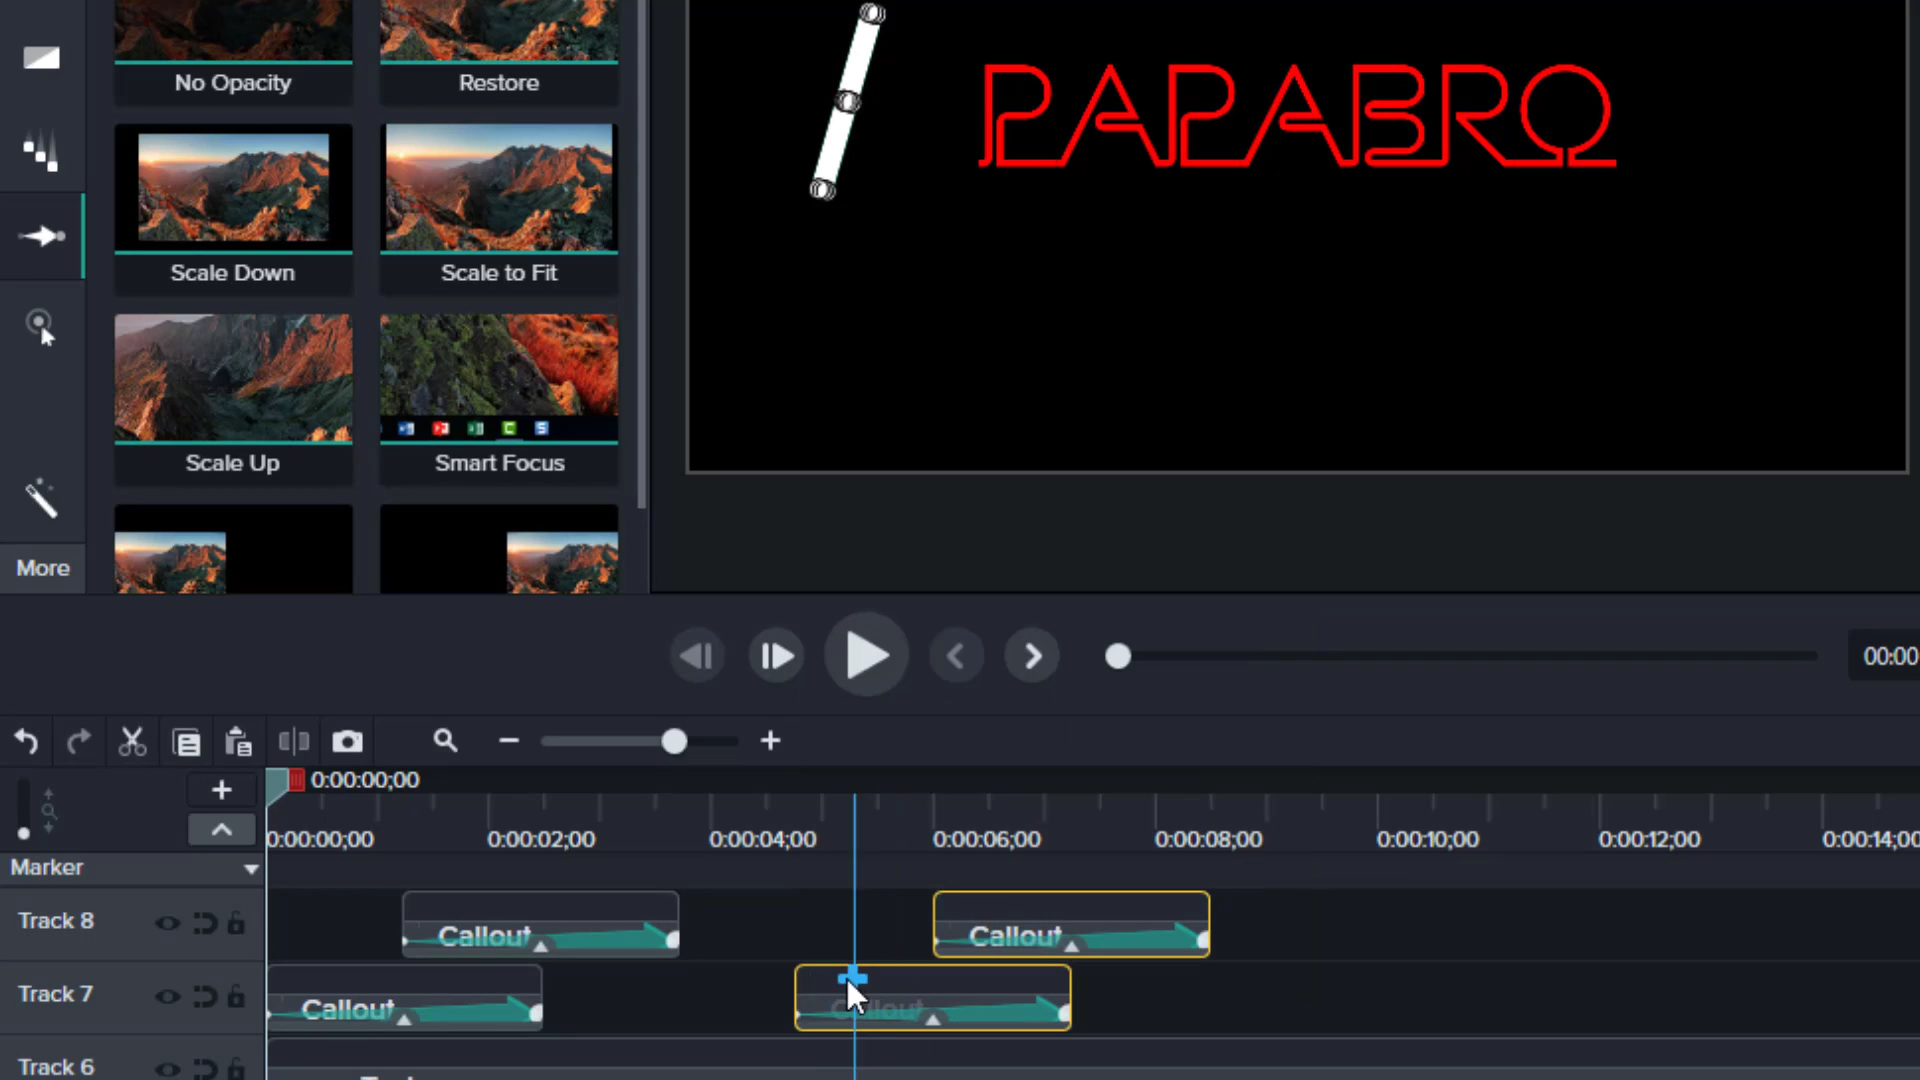 No Opacity
Restore
PAPABRO
Scale Down
Scale to Fit
Scale Up
Smart Focus
More
00:00
0:00:00;00
0:00:00;00
0:00:02;00
0:00:04;00
0:00:06;00
0:00:08;00
0:00:10;00
0:00:12;00
0:00:14;00
Marker
Track 8
Callout
Callout
Track 7
Callout
Callout
Track 6